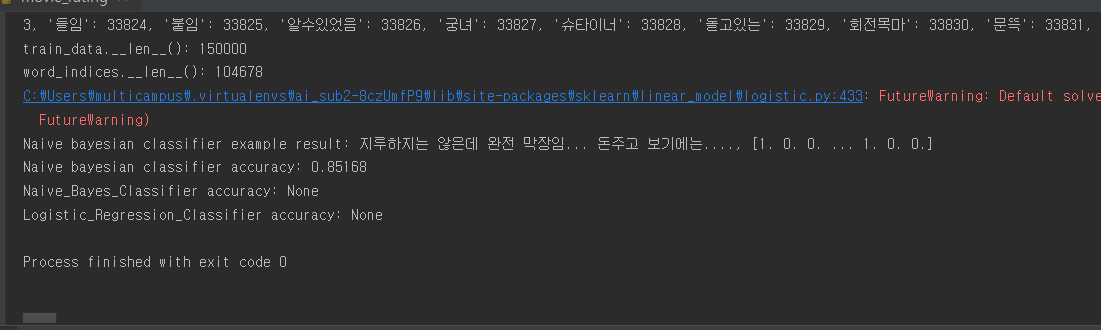 movie_rating
3, '들임': 33824, '붙임': 33825, '알수있었음': 33826, '궁녀': 33827, '슈타이너': 33828, '돌고있는': 33829, '회전목마': 33830, '문뜩': 33831,
train_data.__len__(): 150000
word_indices.__len__(): 104678
C:\Users\multicampus\.virtualenvs\ai_sub2-8czUmfP9\lib\site-packages\sklearn\linear_model\logistic.py:433: FutureWarning: Default solve
FutureWarning)
Naive bayesian classifier example result: 지루하지는 않은데 완전 막장임... 돈주고 보기에는...., [1. 0. 0. ... 1. 0. 0.]
Naive bayesian classifier accuracy: 0.85168
Naive_Bayes_Classifier accuracy: None
Logistic_Regression_Classifier accuracy: None
Process finished with exit code 0